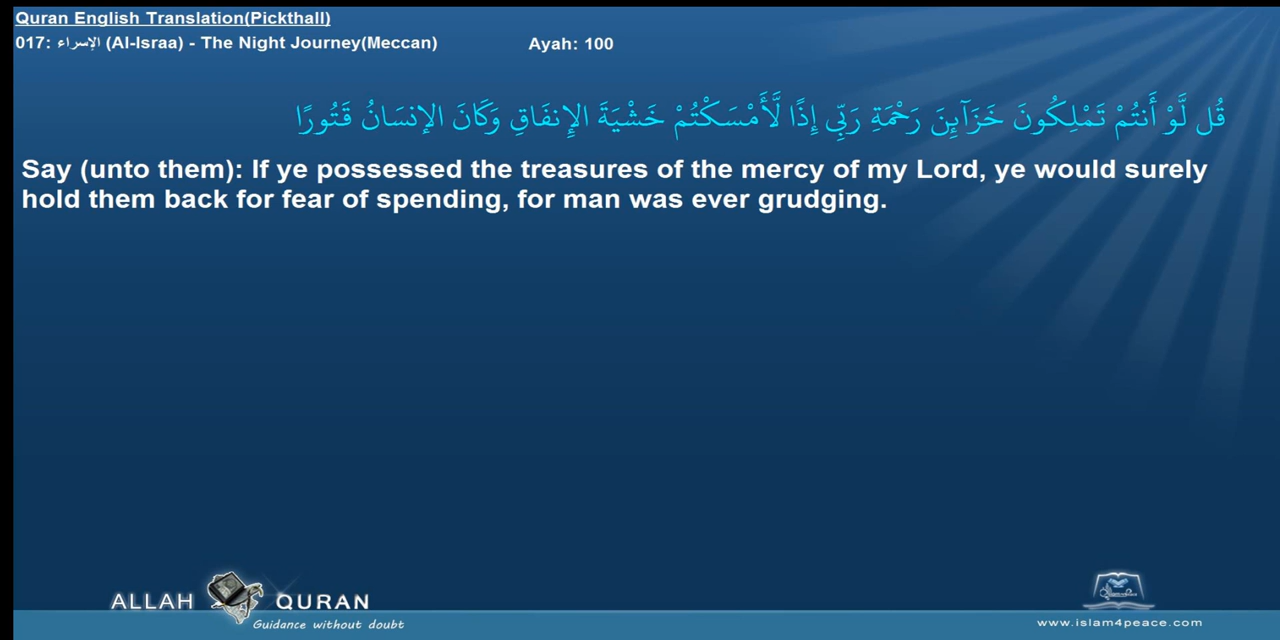 Quran English Translation(Pickthall)
017: الإسراء (Al-Israa) - The Night Journey(Meccan) Ayah: 100
قُل لَّوْ أَنتُمْ تَمْلِكُونَ خَزَآئِنَ رَحْمَةِ رَبِّي إِذًا لَّأَمْسَكْتُمْ خَشْيَةَ الإِنفَاقِ وَكَانَ الإنسَانُ قَتُورًا
Say (unto them): If ye possessed the treasures of the mercy of my Lord, ye would surely
hold them back for fear of spending, for man was ever grudging.
ALLAH QURAN
Guidance without doubt
www.islam4peace.com